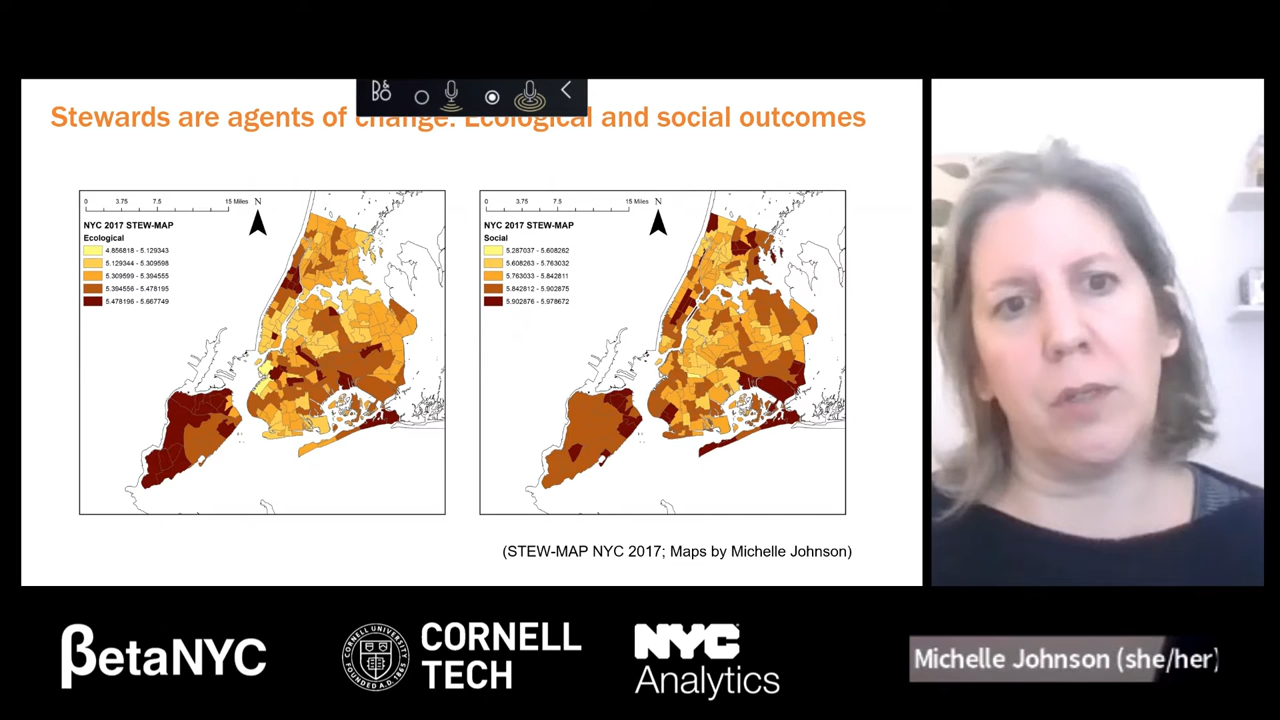 Stewards are agents of change: Ecological and social outcomes
0 3.75 7.5 15 Miles
N
NYC 2017 STEW-MAP
Ecological
4.856818 - 5.129343
5.129344 - 5.309598
5.309599 - 5.394555
5.394556 - 5.478195
5.478196 - 5.667749
0 3.75 7.5 15 Miles
N
NYC 2017 STEW-MAP
Social
5.287037 - 5.608262
5.608263 - 5.763032
5.763033 - 5.842811
5.842812 - 5.902875
5.902876 - 5.978672
(STEW-MAP NYC 2017; Maps by Michelle Johnson)
βetaNYC
CORNELL UNIVERSITY
FOUNDED A.D. 1865
CORNELL
TECH
NYC
Analytics
Michelle Johnson (she/her)